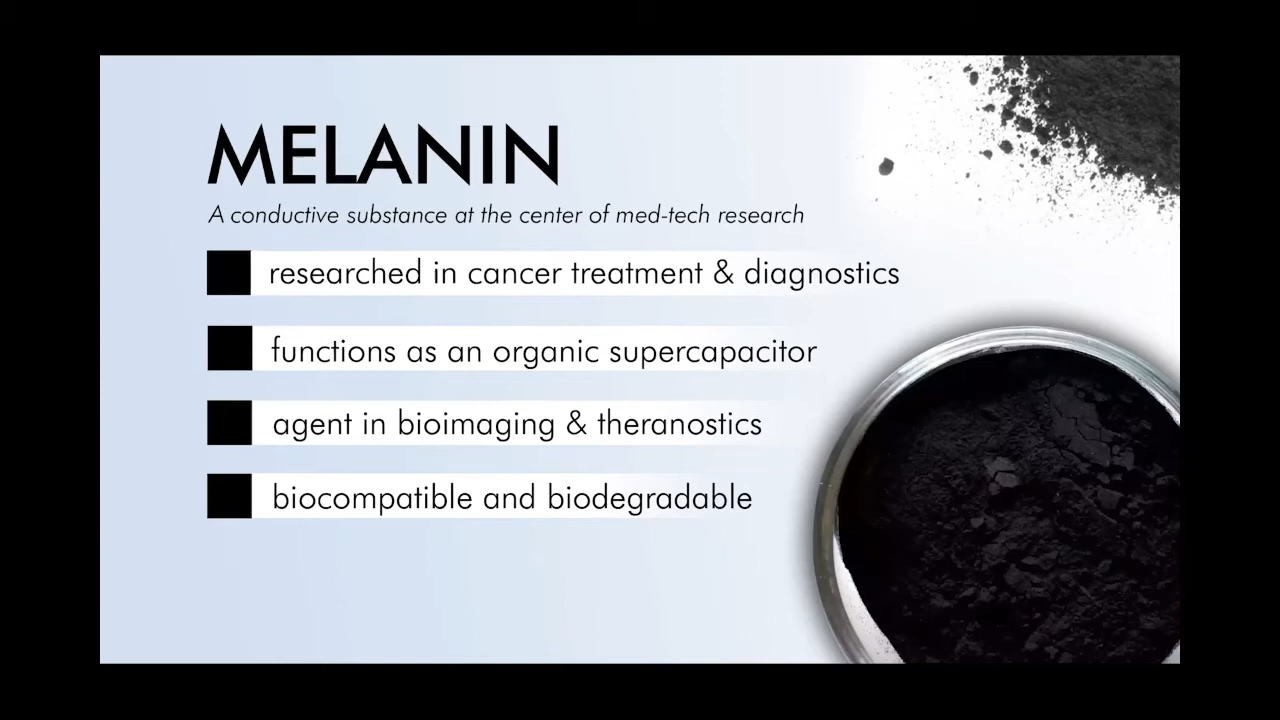 MELANIN
A conductive substance at the center of med-tech research
researched in cancer treatment & diagnostics
functions as an organic supercapacitor
agent in bioimaging & theranostics
biocompatible and biodegradable